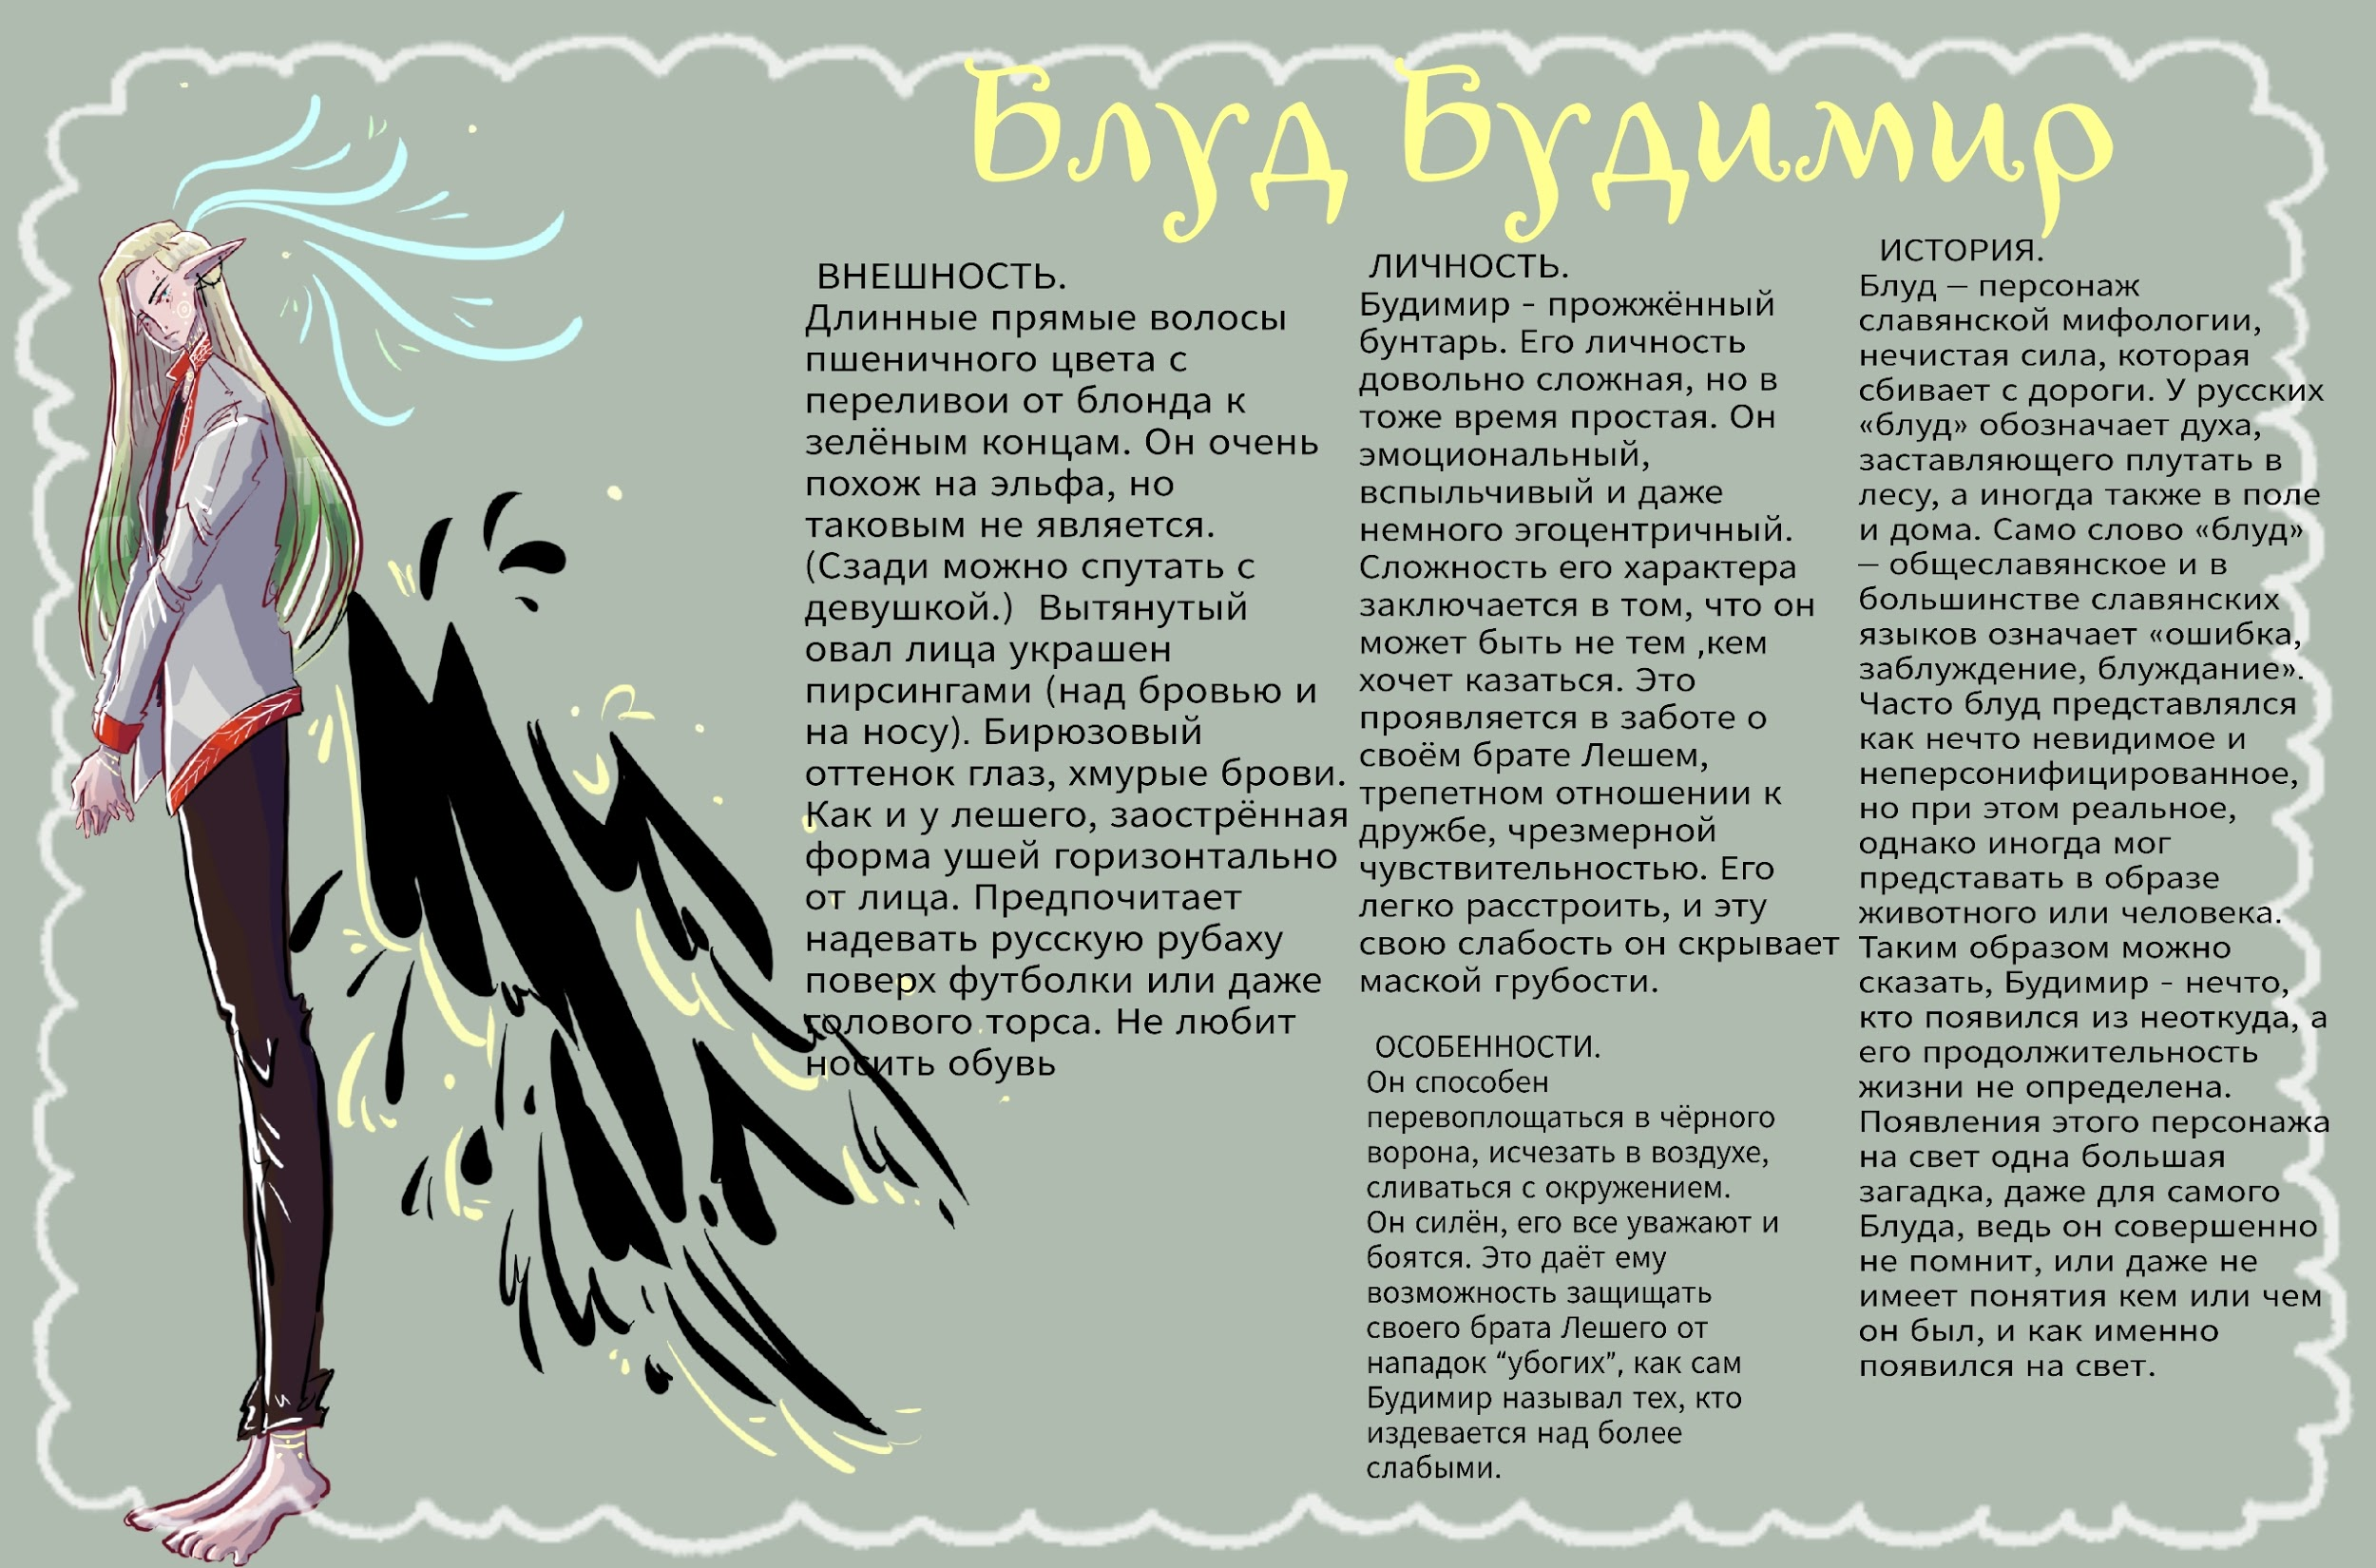 Блуд Будимир
ВНЕШНОСТЬ.
Длинные прямые волосы
пшеничного цвета с
переливои от блонда к
зелёным концам. Он очень
похож на эльфа, но
таковым не является.
(Сзади можно спутать с
девушкой.) Вытянутый
овал лица украшен
пирсингами (над бровью и
на носу). Бирюзовый
оттенок глаз, хмурые брови.
Как и у лешего, заострённая
форма ушей горизонтально
от лица. Предпочитает
надевать русскую рубаху
поверх футболки или даже
голового торса. Не любит
носить обувь
ЛИЧНОСТЬ.
Будимир - прожжённый
бунтарь. Его личность
довольно сложная, но в
тоже время простая. Он
эмоциональный,
вспыльчивый и даже
немного эгоцентричный.
Сложность его характера
заключается в том, что он
может быть не тем ,кем
хочет казаться. Это
проявляется в заботе о
своём брате Лешем,
трепетном отношении к
дружбе, чрезмерной
чувствительностью. Его
легко расстроить, и эту
свою слабость он скрывает
маской грубости.
ОСОБЕННОСТИ.
Он способен
перевоплощаться в чёрного
ворона, исчезать в воздухе,
сливаться с окружением.
Он силён, его все уважают и
боятся. Это даёт ему
возможность защищать
своего брата Лешего от
нападок “убогих”, как сам
Будимир называл тех, кто
издевается над более
слабыми.
ИСТОРИЯ.
Блуд — персонаж
славянской мифологии,
нечистая сила, которая
сбивает с дороги. У русских
«блуд» обозначает духа,
заставляющего плутать в
лесу, а иногда также в поле
и дома. Само слово «блуд»
— общеславянское и в
большинстве славянских
языков означает «ошибка,
заблуждение, блуждание».
Часто блуд представлялся
как нечто невидимое и
неперсонифицированное,
но при этом реальное,
однако иногда мог
представать в образе
животного или человека.
Таким образом можно
сказать, Будимир - нечто,
кто появился из неоткуда, а
его продолжительность
жизни не определена.
Появления этого персонажа
на свет одна большая
загадка, даже для самого
Блуда, ведь он совершенно
не помнит, или даже не
имеет понятия кем или чем
он был, и как именно
появился на свет.